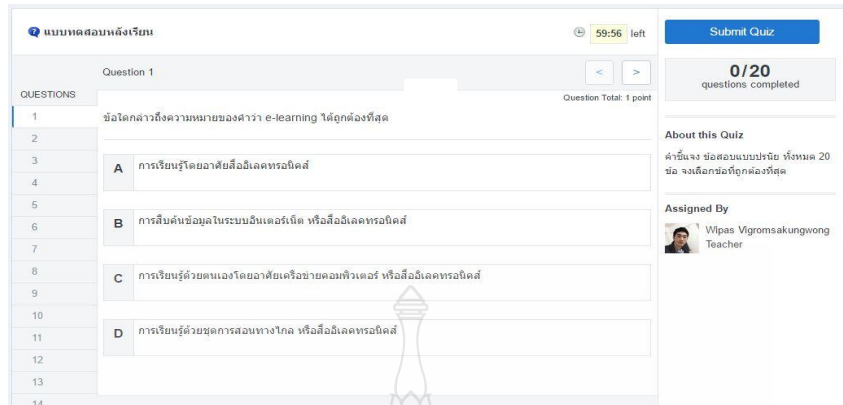 แบบทดสอบหลังเรียน
59:56 left
Submit Quiz
Question 1
< >
0/20
questions completed
QUESTIONS
Question Total: 1 point
1
ข้อใดกล่าวถึงความหมายของคำว่า e-learning ได้ถูกต้องที่สุด
2
About this Quiz
3
A การเรียนรู้โดยอาศัยสื่ออิเลคทรอนิคส์
คำชี้แจง ข้อสอบแบบปรนัย ทั้งหมด 20
ข้อ จงเลือกข้อที่ถูกต้องที่สุด
4
5
Assigned By
6
B การสืบค้นข้อมูลในระบบอินเตอร์เน็ต หรือสื่ออิเลคทรอนิคส์
Wipas Vigromsakungwong
Teacher
7
8
C การเรียนรู้ด้วยตนเองโดยอาศัยเครือข่ายคอมพิวเตอร์ หรือสื่ออิเลคทรอนิคส์
9
10
11
D การเรียนรู้ด้วยชุดการสอนทางไกล หรือสื่ออิเลคทรอนิคส์
12
13
14